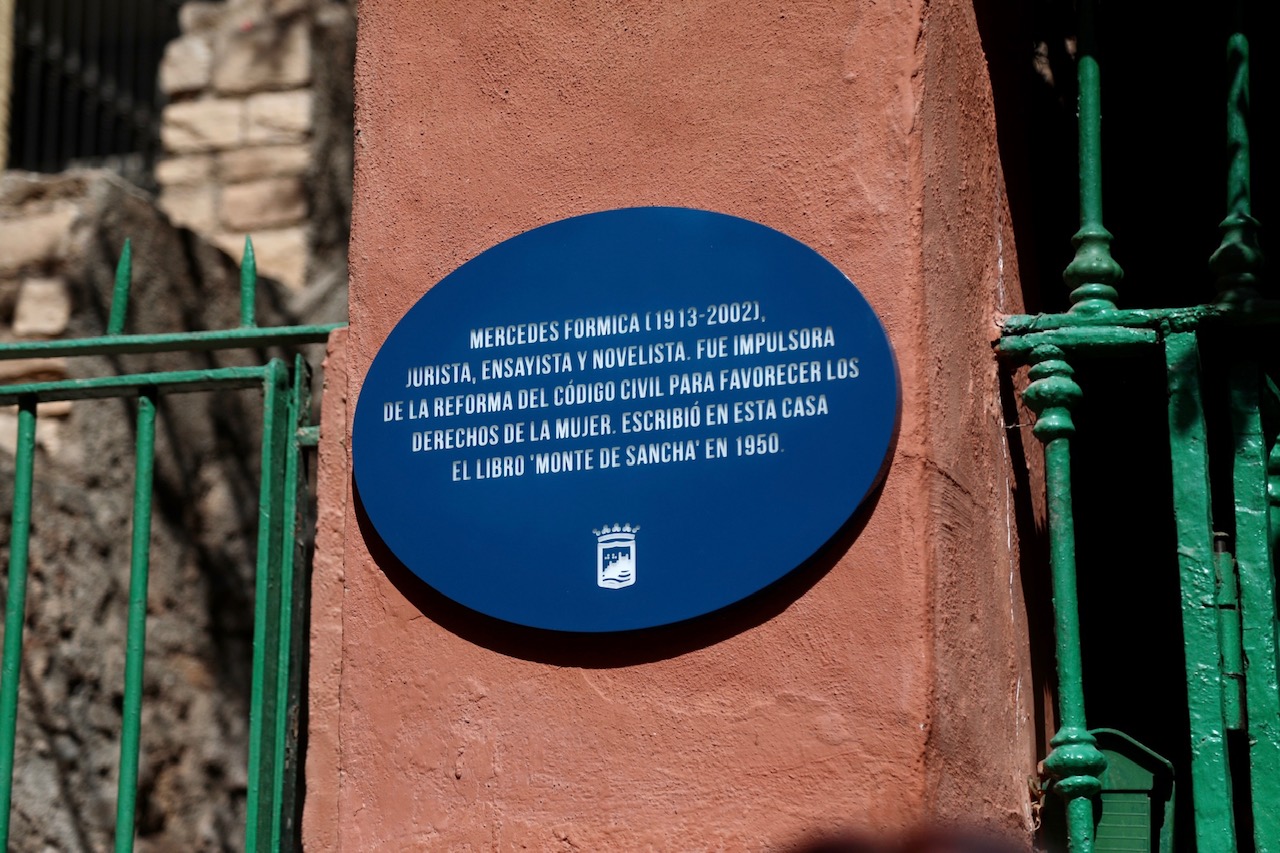 MERCEDES FORMICA (1913-2002),
JURISTA, ENSAYISTA Y NOVELISTA. FUE IMPULSORA
DE LA REFORMA DEL CÓDIGO CIVIL PARA FAVORECER LOS
DERECHOS DE LA MUJER. ESCRIBIÓ EN ESTA CASA
EL LIBRO 'MONTE DE SANCHA' EN 1950.